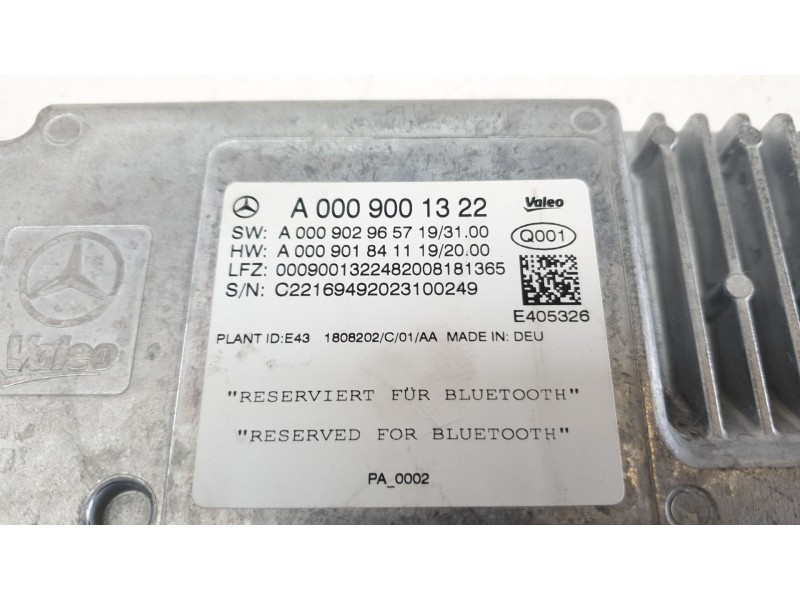 A 000 900 13 22
Valeo
SW: A 000 902 96 57 19/31.00
HW: A 000 901 84 11 19/20.00
Q001
LFZ: 0009001322482008181365
S/N: C221694922023100249
E405326
PLANT ID:E43 1808202/C/01/AA MADE IN: DEU
"RESERVIERT FÜR BLUETOOTH"
"RESERVED FOR BLUETOOTH"
PA_0002
Valeo